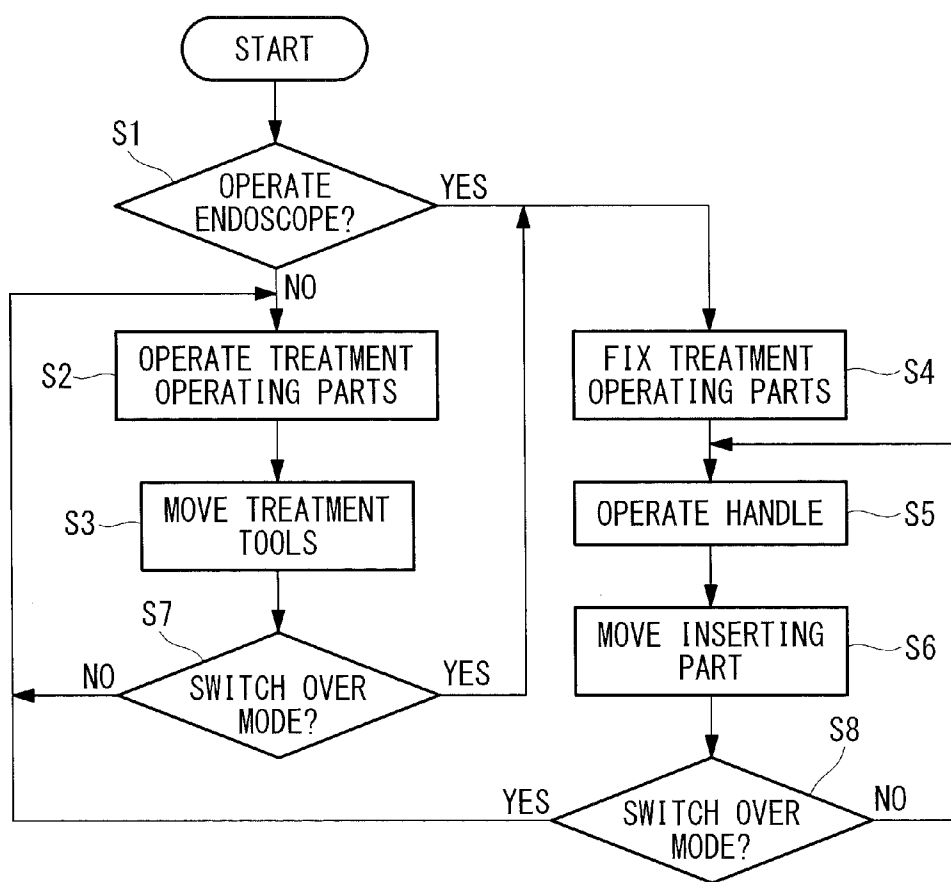 START
S1
OPERATE
ENDOSCOPE?
YES
NO
S2
OPERATE TREATMENT
OPERATING PARTS
FIX TREATMENT
OPERATING PARTS
S4
S3
MOVE TREATMENT
TOOLS
OPERATE HANDLE
S5
S7
NO
SWITCH OVER
MODE?
YES
MOVE INSERTING
PART
S6
S8
YES
SWITCH OVER
MODE?
NO